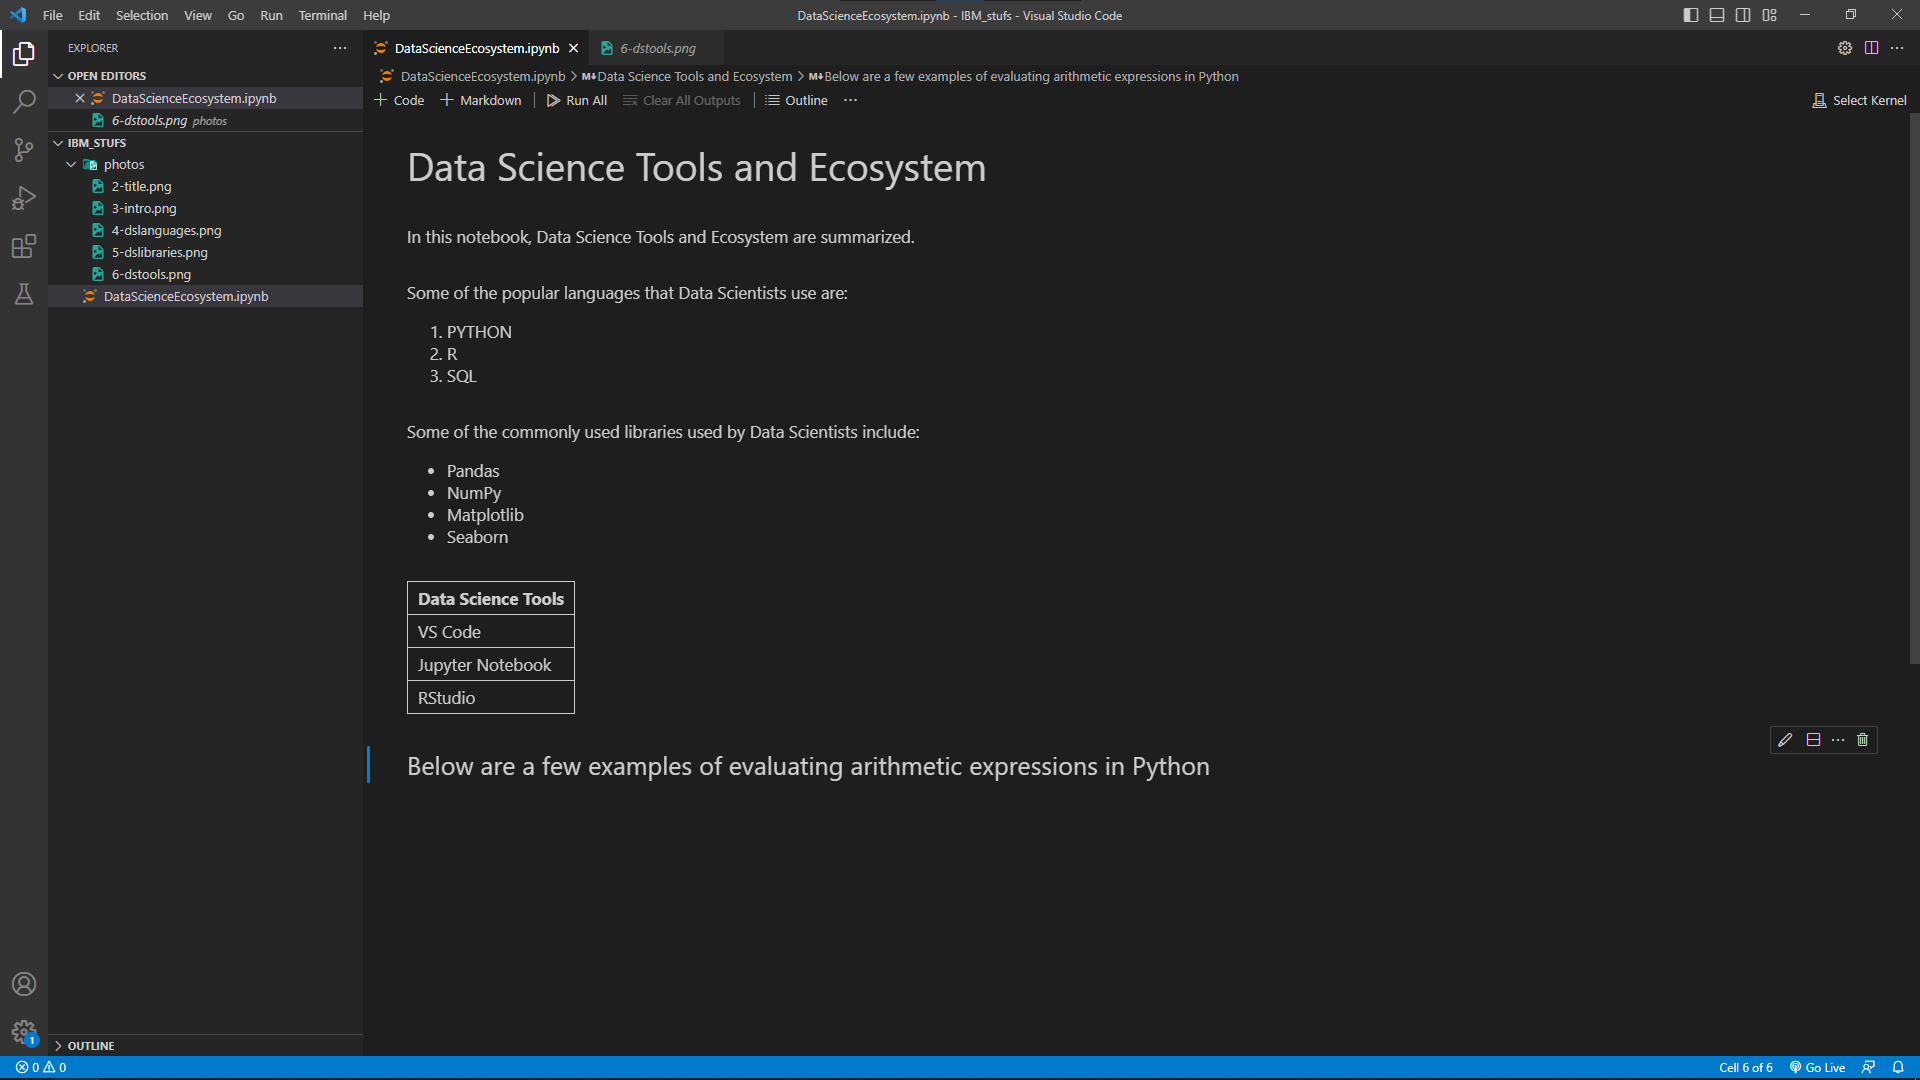 File Edit Selection View Go Run Terminal Help
DataScienceEcosystem.ipynb - IBM_stufs - Visual Studio Code
EXPLORER
OPEN EDITORS
DataScienceEcosystem.ipynb
6-dstools.png photos
IBM_STUFS
photos
2-title.png
3-intro.png
4-dslanguages.png
5-dslibraries.png
6-dstools.png
DataScienceEcosystem.ipynb
OUTLINE
DataScienceEcosystem.ipynb 6-dstools.png
DataScienceEcosystem.ipynb > M↓Data Science Tools and Ecosystem > M↓Below are a few examples of evaluating arithmetic expressions in Python
+ Code + Markdown Run All Clear All Outputs Outline ··· Select Kernel
Data Science Tools and Ecosystem
In this notebook, Data Science Tools and Ecosystem are summarized.
Some of the popular languages that Data Scientists use are:
1. PYTHON
2. R
3. SQL
Some of the commonly used libraries used by Data Scientists include:
• Pandas
• NumPy
• Matplotlib
• Seaborn
Data Science Tools
VS Code
Jupyter Notebook
RStudio
Below are a few examples of evaluating arithmetic expressions in Python
1
0 0 Cell 6 of 6 Go Live